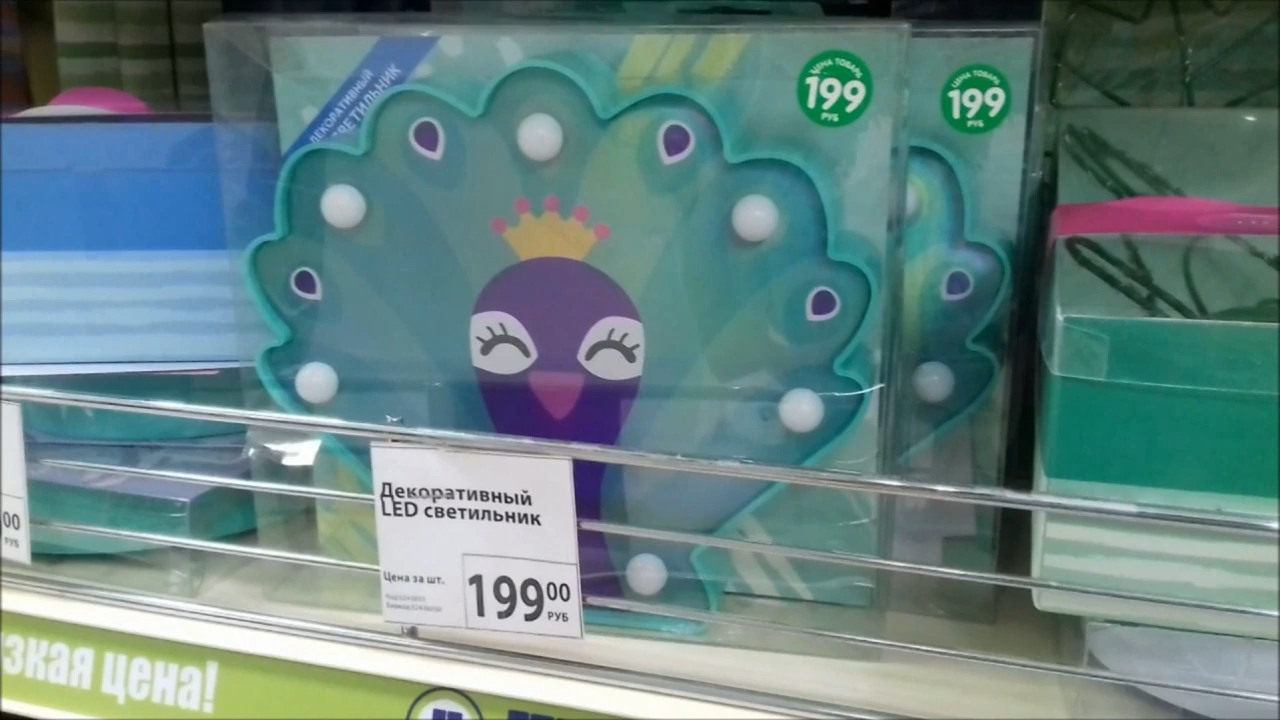 ДЕКОРАТИВНЫЙ
СВЕТИЛЬНИК
ЦЕНА ТОВАРА
199
РУБ
ЦЕНА ТОВАРА
199
РУБ
Декоративный
LED светильник
Цена за шт.
199 00
РУБ
00
РУБ
зкая цена!